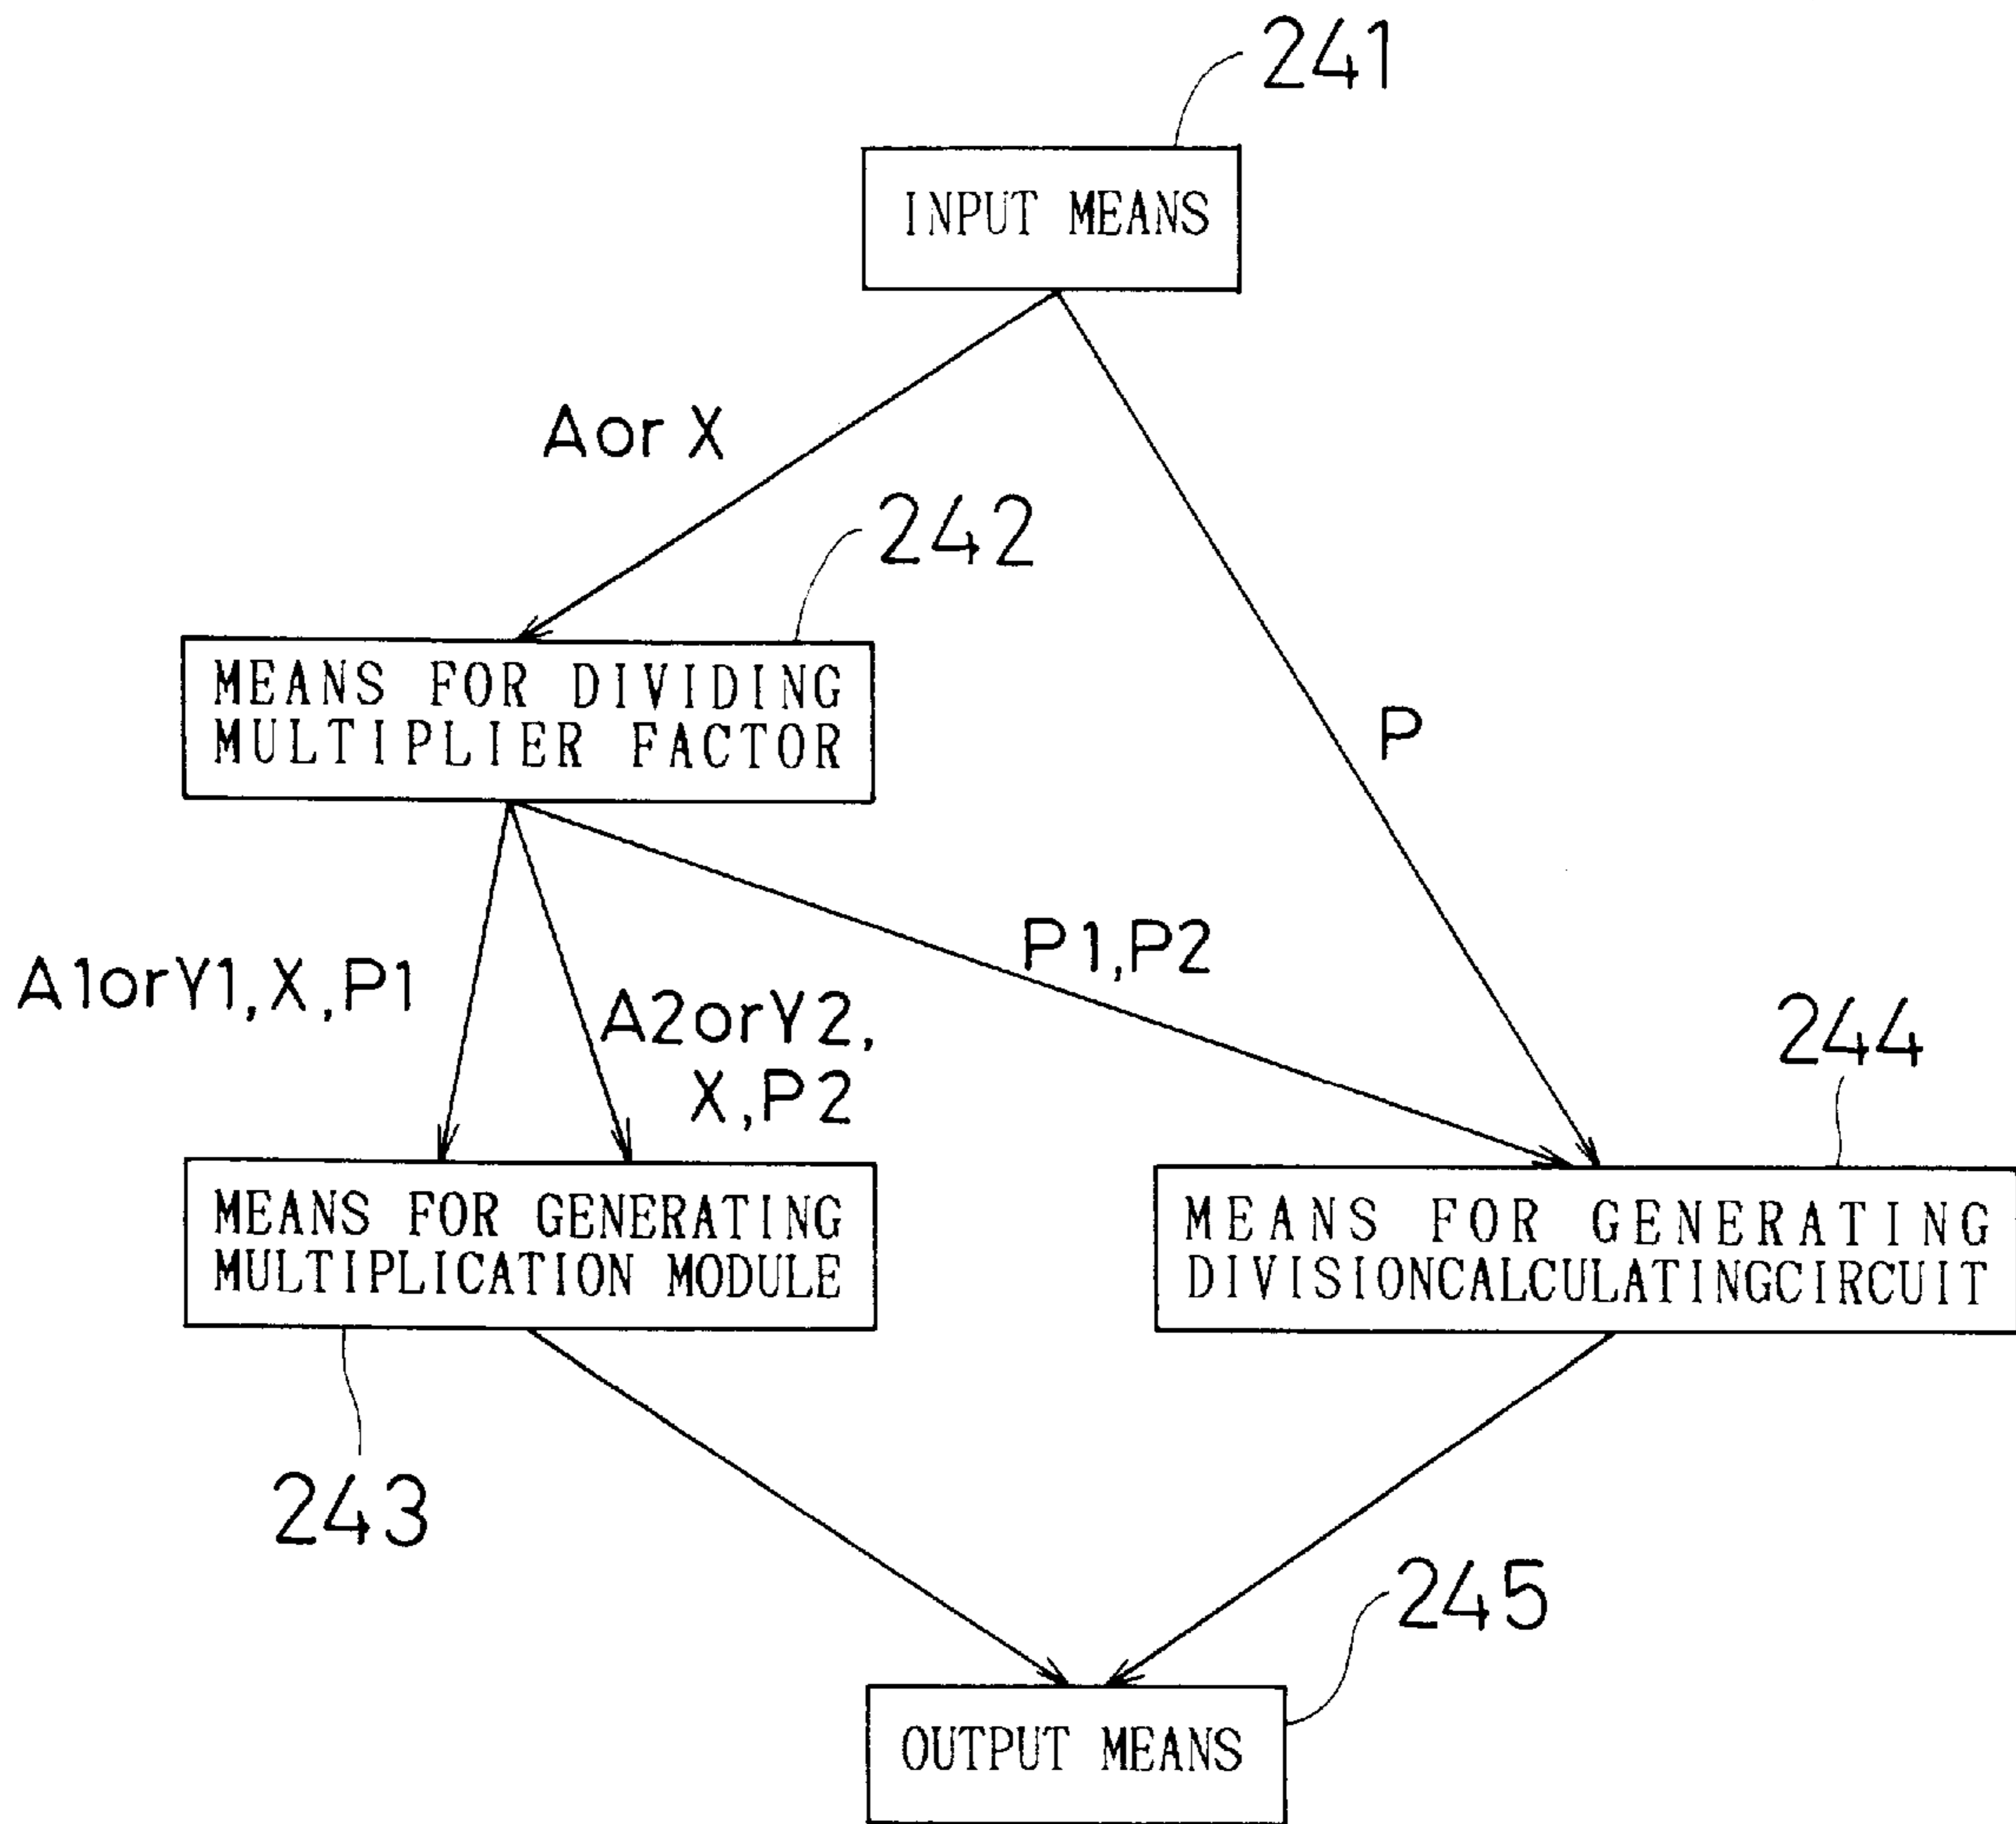 241
INPUT MEANS
Aor X
242
MEANS FOR DIVIDING
MULTIPLIER FACTOR
P
P1,P2
A1orY1,X,P1
A2orY2,
X,P2
244
MEANS FOR GENERATING
MULTIPLICATION MODULE
MEANS FOR GENERATING
DIVISIONCALCULATINGCIRCUIT
243
245
OUTPUT MEANS